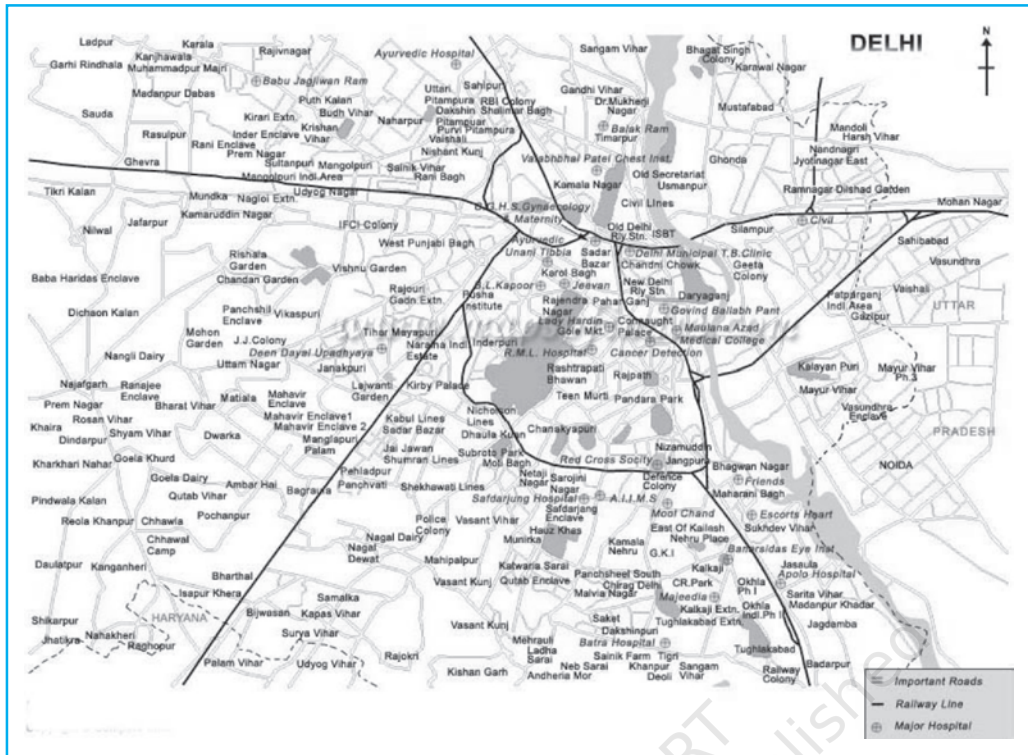 DELHI
N
Ladpur
Karala
Rajivnagar
Garhi Rindhala
Kanjhawala
Muhammadpur Majri
Babu Jagjiwan Ram
Madanpur Dabas
Ayurvedic Hospital
Sangam Vihar
Bhagat Singh
Colony
Karawal Nagar
Sauda
Puth Kalan
Kirari Extn.
Budh Vihar
Uttari
Pitampura
Sahlpur
RBI Colony
Dakshin
Pitampuar
Shalimar Bagh
Purvi Pitampura
Vaishali
Naharpur
Gandhi Vihar
Dr.Mukherji
Nagar
Balak Ram
Timarpur
Mustafabad
Mandoli
Harsh Vihar
Rasulpur
Inder Enclave
Krishan
Vihar
Rani Enclave
Prem Nagar
Nishant Kunj
Nandnagri
Jyotinagar East
Ghevra
Sultanpuri
Mangolpuri
Mangolpuri Indl.Area
Sainik Vihar
Rani Bagh
Valabhbhai Patel Chest Inst.
Ghonda
Old Secretariat
Usmanpur
Kamala Nagar
Tikri Kalan
Mundka
Nagloi Extn.
Udyog Nagar
Ramnagar
Dilshad Garden
Mohan Nagar
Jafarpur
Kamaruddin Nagar
IFCI-Colony
Civil Lines
Gynaecology
& Maternity
Civil
Nilwal
West Punjabi Bagh
Ayurvedic
Unani Tibbia
Old Delhi
Rly Stn.
ISBT
Silampur
Sahibabad
Sadar
Bazar
Delhi Municipal T.B.Clinic
Chandni Chowk
Geeta
Colony
Vasundhra
Rishala
Garden
Vishnu Garden
Chandan Garden
Karol Bagh
Baba Haridas Enclave
Rajouri
Gadn Extn.
Pusha
Institute
B.L.Kapoor
Jeevan
New Delhi
Rly Stn.
Vaishali
Dichaon Kalan
Panchshil
Enclave
Vikaspuri
Rajendra
Nagar
Pahar Ganj
Daryaganj
Govind Ballabh Pant
Patparganj
Indl Area
Gazipur
UTTAR
Mohon
Garden
J.J.Colony
Tihar
Mayapuri
Lady Hardin
Gole Mkt.
Connaught
Palace
Maulana Azad
Medical College
Nangli Dairy
Deen Dayal Upadhyaya
Naraina Indl
Estate
Inderpuri
R.M.L. Hospital
Cancer Detection
Uttam Nagar
Janakpuri
Rashtrapati
Bhawan
Rajpath
Kalayan Puri
Mayur Vihar
Ph.3
Najafgarh
Ranajee
Enclave
Matiala
Mahavir
Enclave
Lajwanti
Garden
Kirby Palace
Teen Murti
Pandara Park
Mayur Vihar
Prem Nagar
Bharat Vihar
Mahavir Enclave1
Mahavir Enclave 2
Kabul Lines
Sadar Bazar
Nicholson
Lines
Vasundhra
Enclave
Rosan Vihar
Khaira
Dindarpur
Shyam Vihar
Dwarka
Manglapuri
Palam
Dhaula Kuan
Chanakyapuri
PRADESH
Kharkhari Nahar
Goela Khurd
Jai Jawan
Shumran Lines
Subroto Park
Moti Bagh
Nizamuddin
Red Cross Socity
Jangpura
NOIDA
Goela Dairy
Ambar Hai
Pehladpur
Panchvati
Shekhawati Lines
Netaji
Nagar
Sarojini
Nagar
Defence
Colony
Bhagwan Nagar
Friends
Maharani Bagh
Pindwala Kalan
Qutab Vihar
Bagraura
Safdarjung Hospital
A.I.I.M.S
Reola Khanpur
Chhawla
Pochanpur
Police
Colony
Vasant Vihar
Safdarjang
Enclave
Mool Chand
Escorts Heart
Chhawal
Camp
Nagal Dairy
Hauz Khas
Munirka
East Of Kailash
Nehru Place
Sukhdev Vihar
Nagal
Dewat
Kamala
Nehru
G.K.I
Banarsidas Eye Inst
Daulatpur
Kanganheri
Mahipalpur
Katwaria Sarai
Kalkaji
Jasaula
Bharthal
Vasant Kunj
Qutab Enclave
Panchsheel South
Chirag Delhi
CR.Park
Okhla
Ph I
Apolo Hospital
Isapur Khera
Samalka
Malvia Nagar
Majeedia
Sarita Vihar
Shikarpur
HARYANA
Bijwasan
Kapas Vihar
Kalkaji Extn.
Okhla
Indl.Ph II
Madanpur Khadar
Vasant Kunj
Saket
Tughlakabad Extn.
Jagdamba
Jhatikra
Nahakheri
Raghopur
Surya Vihar
Dakshinpuri
Mehrauli
Ladha
Sarai
Batra Hospital
Tughlakabad
Palam Vihar
Udyog Vihar
Rajokri
Sainik Farm
Tigri
Badarpur
Kishan Garh
Neb Sarai
Andheria Mor
Khanpur
Deoli
Sangam
Vihar
Railway
Colony
Important Roads
Railway Line
Major Hospital